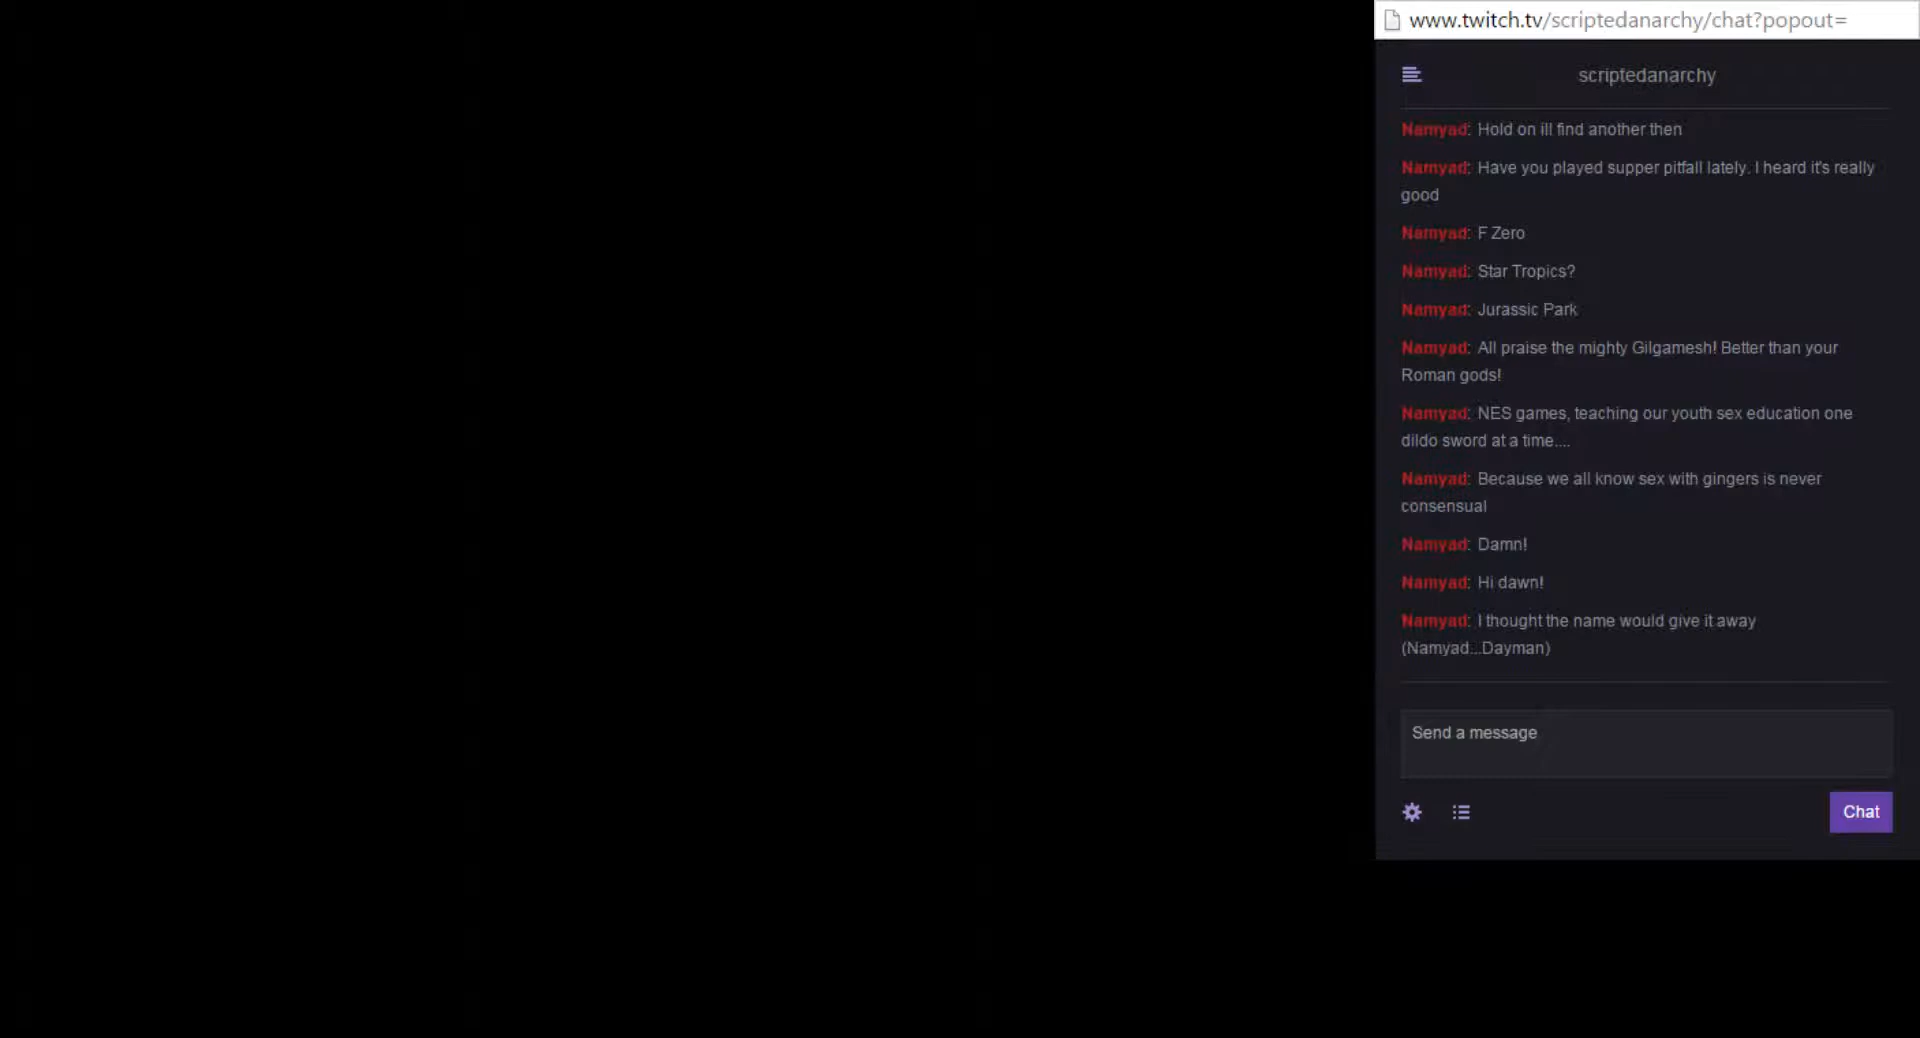 www.twitch.tv/scriptedanarchy/chat?popout=
scriptedanarchy
Namyad: Hold on ill find another then
Namyad: Have you played supper pitfall lately. I heard it's really
good
Namyad: F Zero
Namyad: Star Tropics?
Namyad: Jurassic Park
Namyad: All praise the mighty Gilgamesh! Better than your
Roman gods!
Namyad: NES games, teaching our youth sex education one
dildo sword at a time....
Namyad: Because we all know sex with gingers is never
consensual
Namyad: Damn!
Namyad: Hi dawn!
Namyad: I thought the name would give it away
(Namyad...Dayman)
Send a message
Chat